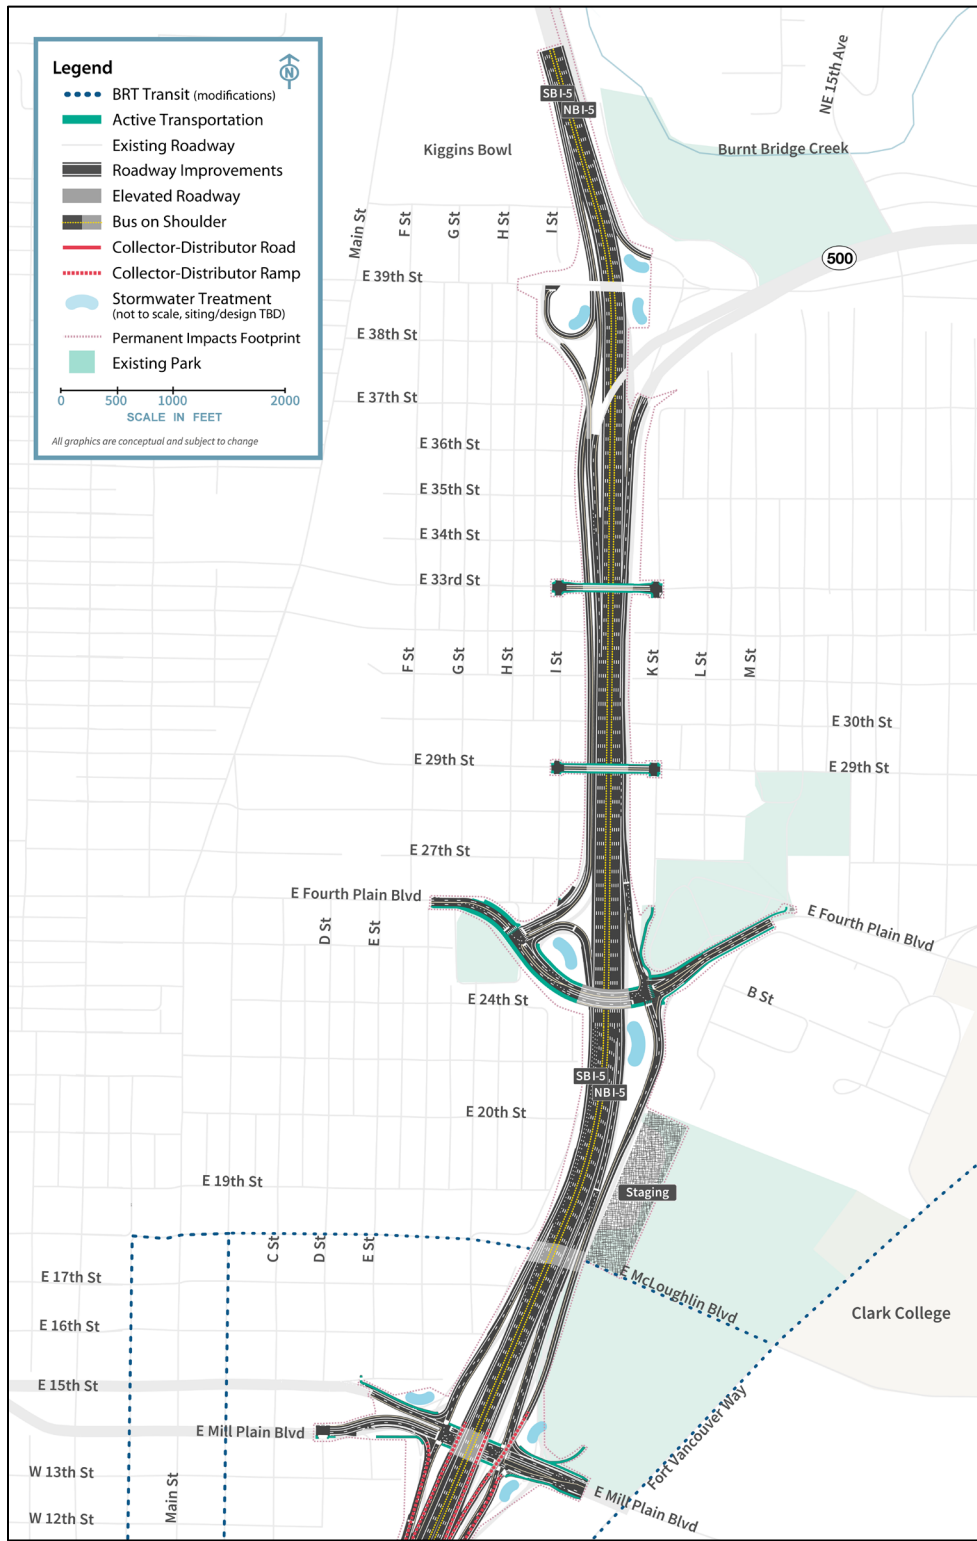 Legend
N
BRT Transit (modifications)
Active Transportation
Existing Roadway
Roadway Improvements
Elevated Roadway
Bus on Shoulder
Collector-Distributor Road
Collector-Distributor Ramp
Stormwater Treatment
(not to scale, siting/design TBD)
Permanent Impacts Footprint
Existing Park
0 500 1000 2000
SCALE IN FEET
All graphics are conceptual and subject to change
SB I-5
NB I-5
NE 15th Ave
Kiggins Bowl
Burnt Bridge Creek
Main St
F St
G St
H St
I St
500
E 39th St
E 38th St
E 37th St
E 36th St
E 35th St
E 34th St
E 33rd St
F St
G St
H St
I St
K St
L St
M St
E 30th St
E 29th St
E 29th St
E 27th St
E Fourth Plain Blvd
E Fourth Plain Blvd
D St
E St
E 24th St
B St
SB I-5
NB I-5
E 20th St
E 19th St
Staging
C St
D St
E St
E 17th St
E McLoughlin Blvd
E 16th St
Clark College
E 15th St
E Mill Plain Blvd
Fort Vancouver Way
W 13th St
Main St
E Mill Plain Blvd
W 12th St